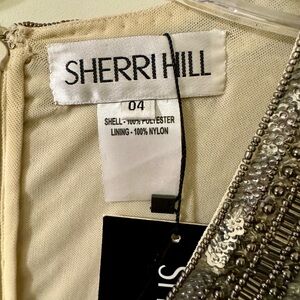 SHERRI HILL
04
SHELL - 100% POLYESTER
LINING - 100% NYLON